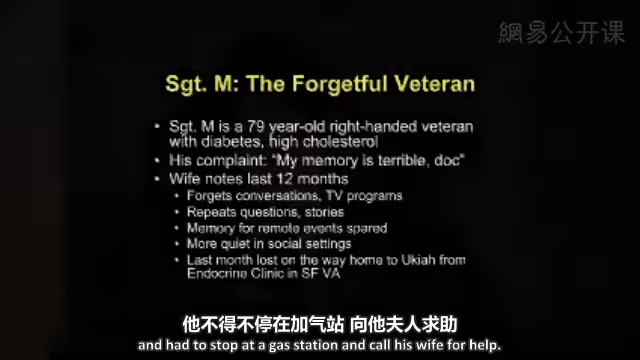 網易公开课
Sgt. M: The Forgetful Veteran
• Sgt. M is a 79 year-old right-handed veteran
with diabetes, high cholesterol
• His complaint: “My memory is terrible, doc”
• Wife notes last 12 months
• Forgets conversations, TV programs
• Repeats questions, stories
• Memory for remote events spared
• More quiet in social settings
• Last month lost on the way home to Ukiah from
Endocrine Clinic in SF VA
他不得不停在加气站 向他夫人求助
and had to stop at a gas station and call his wife for help.